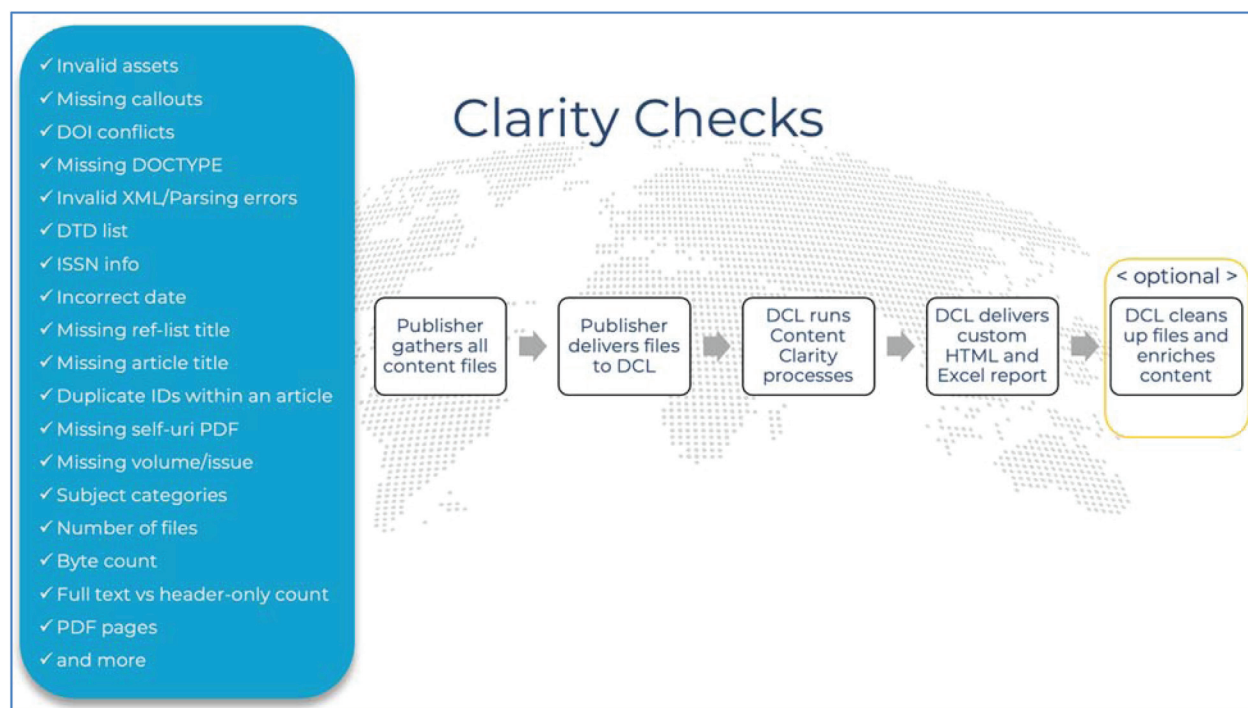 ✓ Invalid assets
✓ Missing callouts
✓ DOI conflicts
✓ Missing DOCTYPE
✓ Invalid XML/Parsing errors
✓ DTD list
✓ ISSN info
✓ Incorrect date
✓ Missing ref-list title
✓ Missing article title
✓ Duplicate IDs within an article
✓ Missing self-uri PDF
✓ Missing volume/issue
✓ Subject categories
✓ Number of files
✓ Byte count
✓ Full text vs header-only count
✓ PDF pages
✓ and more
Clarity Checks
Publisher
gathers all
content files
Publisher
delivers files
to DCL
DCL runs
Content
Clarity
processes
DCL delivers
custom
HTML and
Excel report
< optional >
DCL cleans
up files and
enriches
content